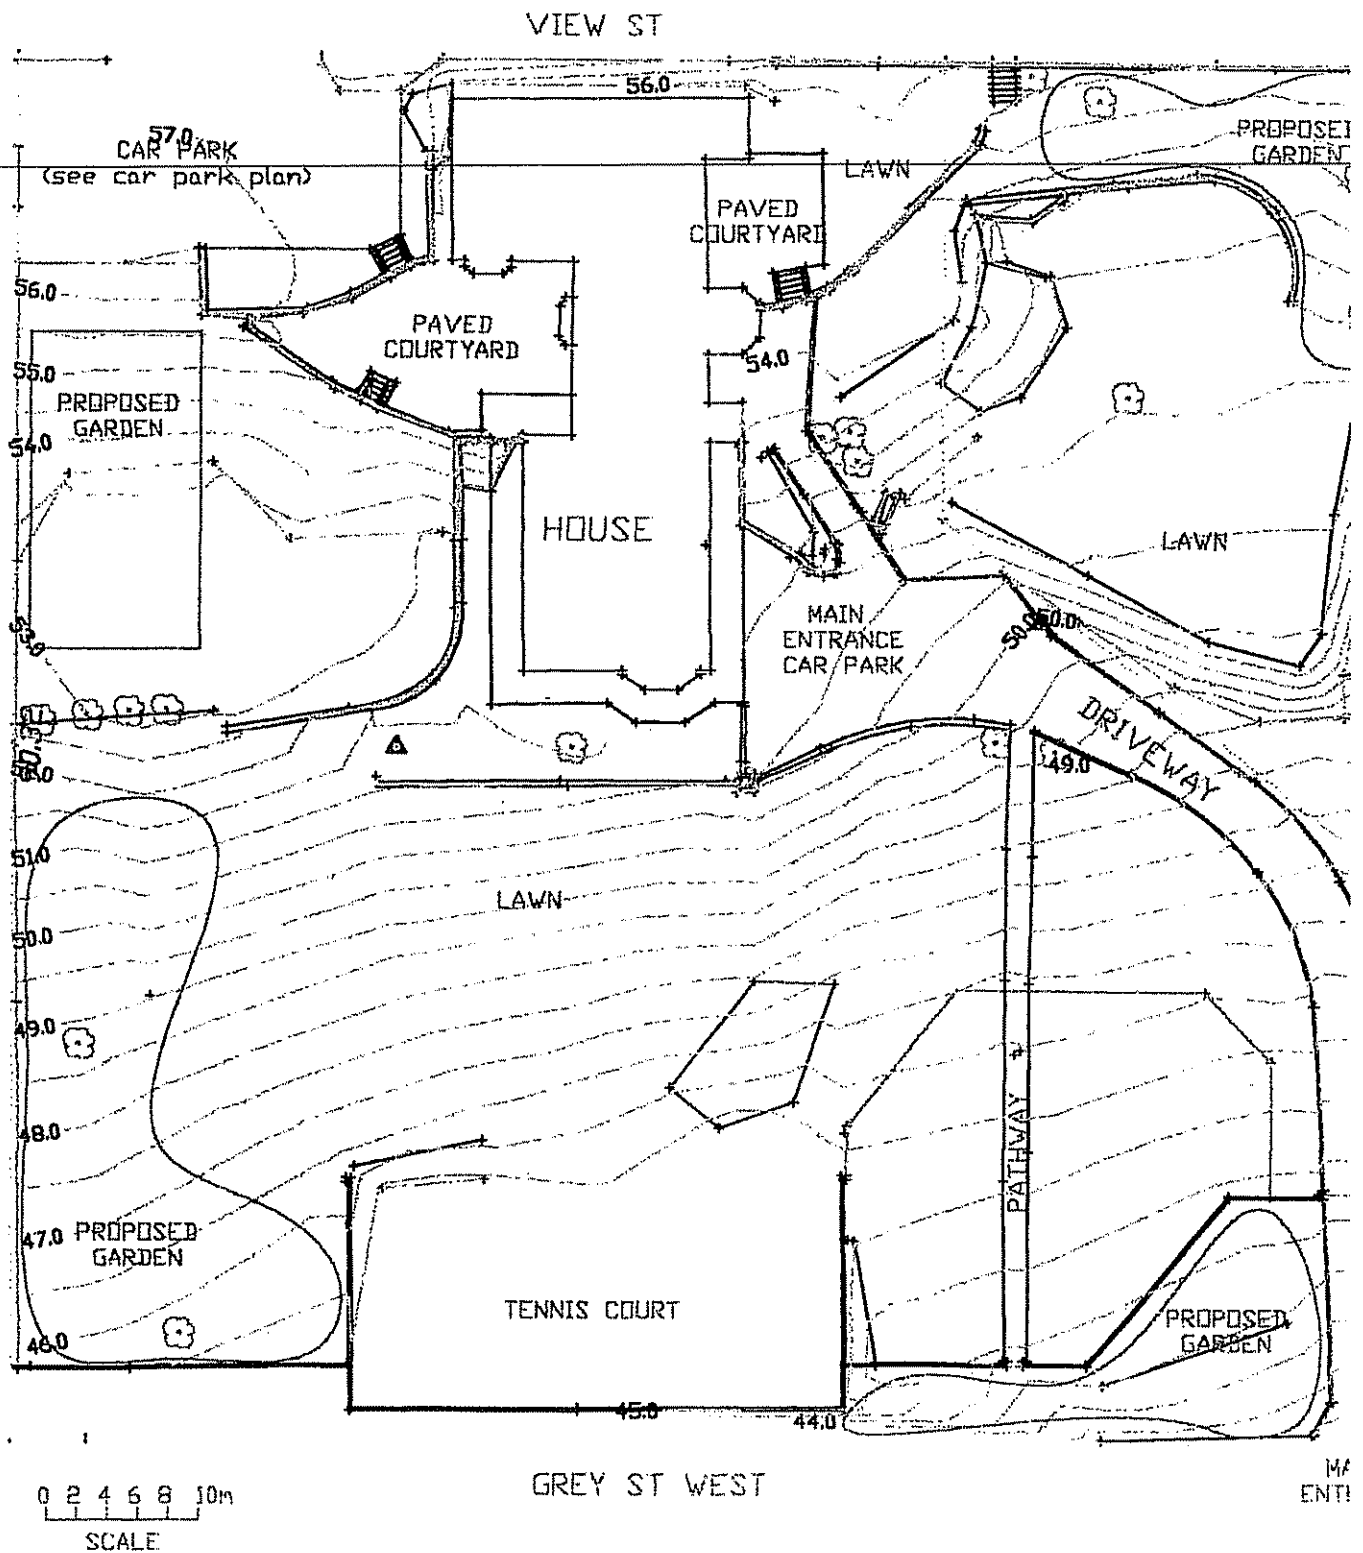 VIEW ST
56.0
57.0
CAR PARK
(see car park plan)
PROPOSED
GARDEN
LAWN
PAVED
COURTYARD
56.0
PAVED
COURTYARD
54.0
55.0
PROPOSED
GARDEN
54.0
HOUSE
LAWN
MAIN
ENTRANCE
CAR PARK
50.0
50.0
53.0
DRIVEWAY
49.0
51.0
LAWN
50.0
49.0
PATHWAY
48.0
47.0
PROPOSED
GARDEN
TENNIS COURT
PROPOSED
GARDEN
46.0
45.0
44.0
GREY ST WEST
0 2 4 6 8 10m
SCALE